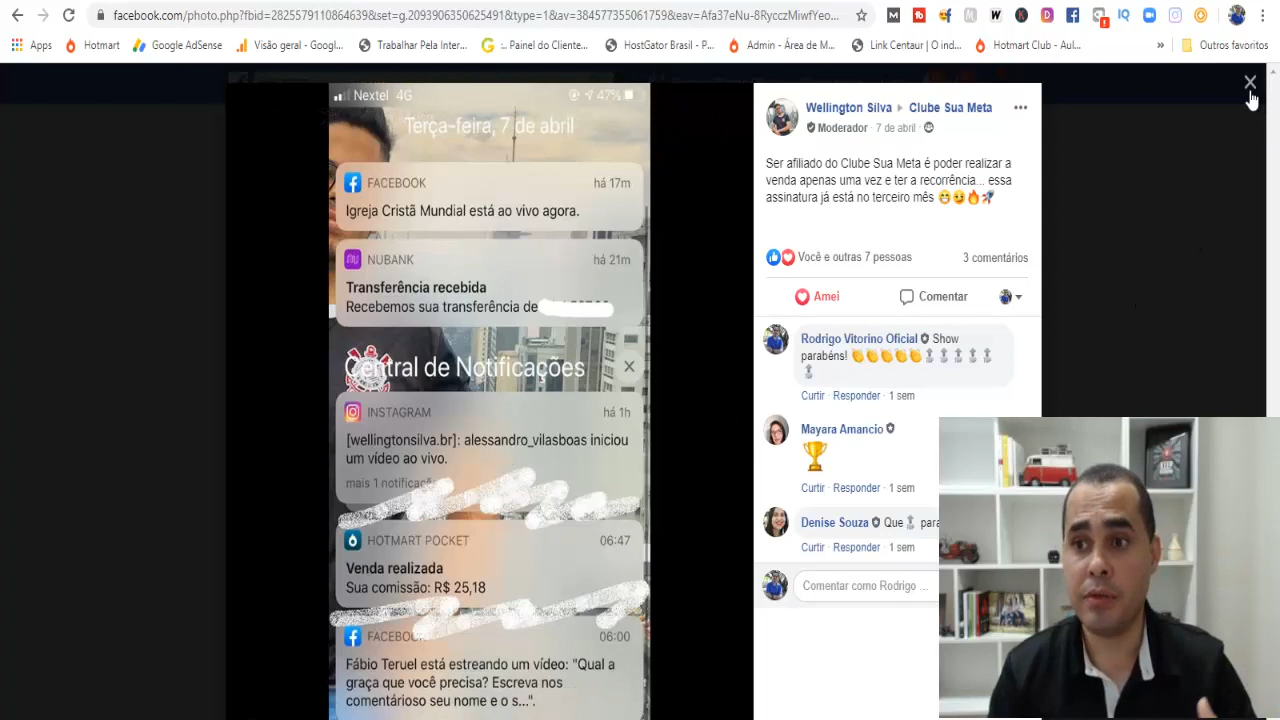 facebook.com/photo.php?fbid=2825579110864639&set=g.2092906350625491&type=1&av=384577355061759&eav=Afa37eNu-8RycczMiwfYeo...
Apps Hotmart Google AdSense Visão geral - Googl... Trabalhar Pela Inter... :.. Painel do Cliente... HostGator Brasil - P... Admin - Área de M... Link Centaur | O ind... Hotmart Club - Aul... » Outros favoritos
Nextel 4G 47%
Terça-feira, 7 de abril
FACEBOOK há 17m
Igreja Cristã Mundial está ao vivo agora.
NUBANK há 21m
Transferência recebida
Recebemos sua transferência de
Central de Notificações
INSTAGRAM há 1h
[wellingtonsilva.br]: alessandro_vilasboas iniciou
um vídeo ao vivo.
mais 1 notificaç
HOTMART POCKET 06:47
Venda realizada
Sua comissão: R$ 25,18
FACEBOOK 06:00
Fábio Teruel está estreando um vídeo: "Qual a
graça que você precisa? Escreva nos
comentárioso seu nome e o s...".
Wellington Silva ▸ Clube Sua Meta
Moderador · 7 de abril ·
Ser afiliado do Clube Sua Meta é poder realizar a
venda apenas uma vez e ter a recorrência... essa
assinatura já está no terceiro mês 😁😉🔥🚀
Você e outras 7 pessoas 3 comentários
Amei Comentar
Rodrigo Vitorino Oficial Show
parabéns! 👏👏👏👏👏
Curtir · Responder · 1 sem
Mayara Amancio
🏆
Curtir · Responder · 1 sem
Denise Souza Que para
Curtir · Responder · 1 sem
Comentar como Rodrigo ...